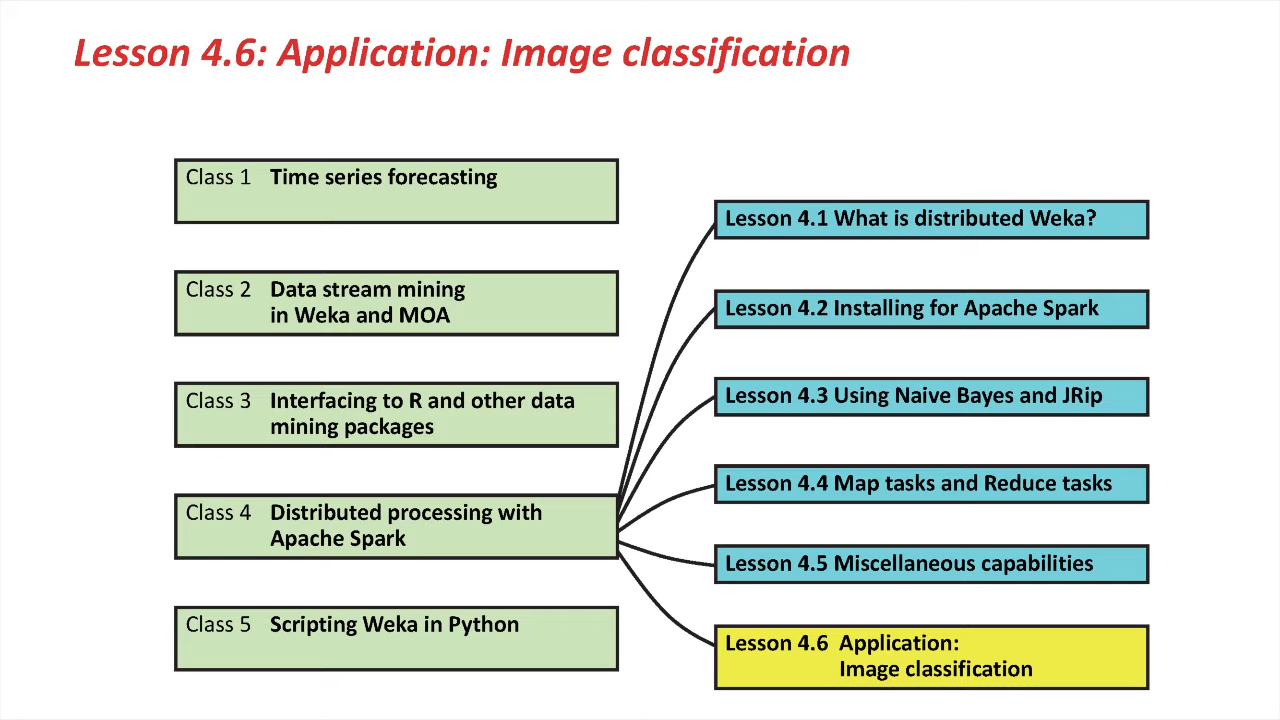 Lesson 4.6: Application: Image classification
Class 1 Time series forecasting
Class 2 Data stream mining
in Weka and MOA
Class 3 Interfacing to R and other data
mining packages
Class 4 Distributed processing with
Apache Spark
Class 5 Scripting Weka in Python
Lesson 4.1 What is distributed Weka?
Lesson 4.2 Installing for Apache Spark
Lesson 4.3 Using Naive Bayes and JRip
Lesson 4.4 Map tasks and Reduce tasks
Lesson 4.5 Miscellaneous capabilities
Lesson 4.6 Application:
Image classification